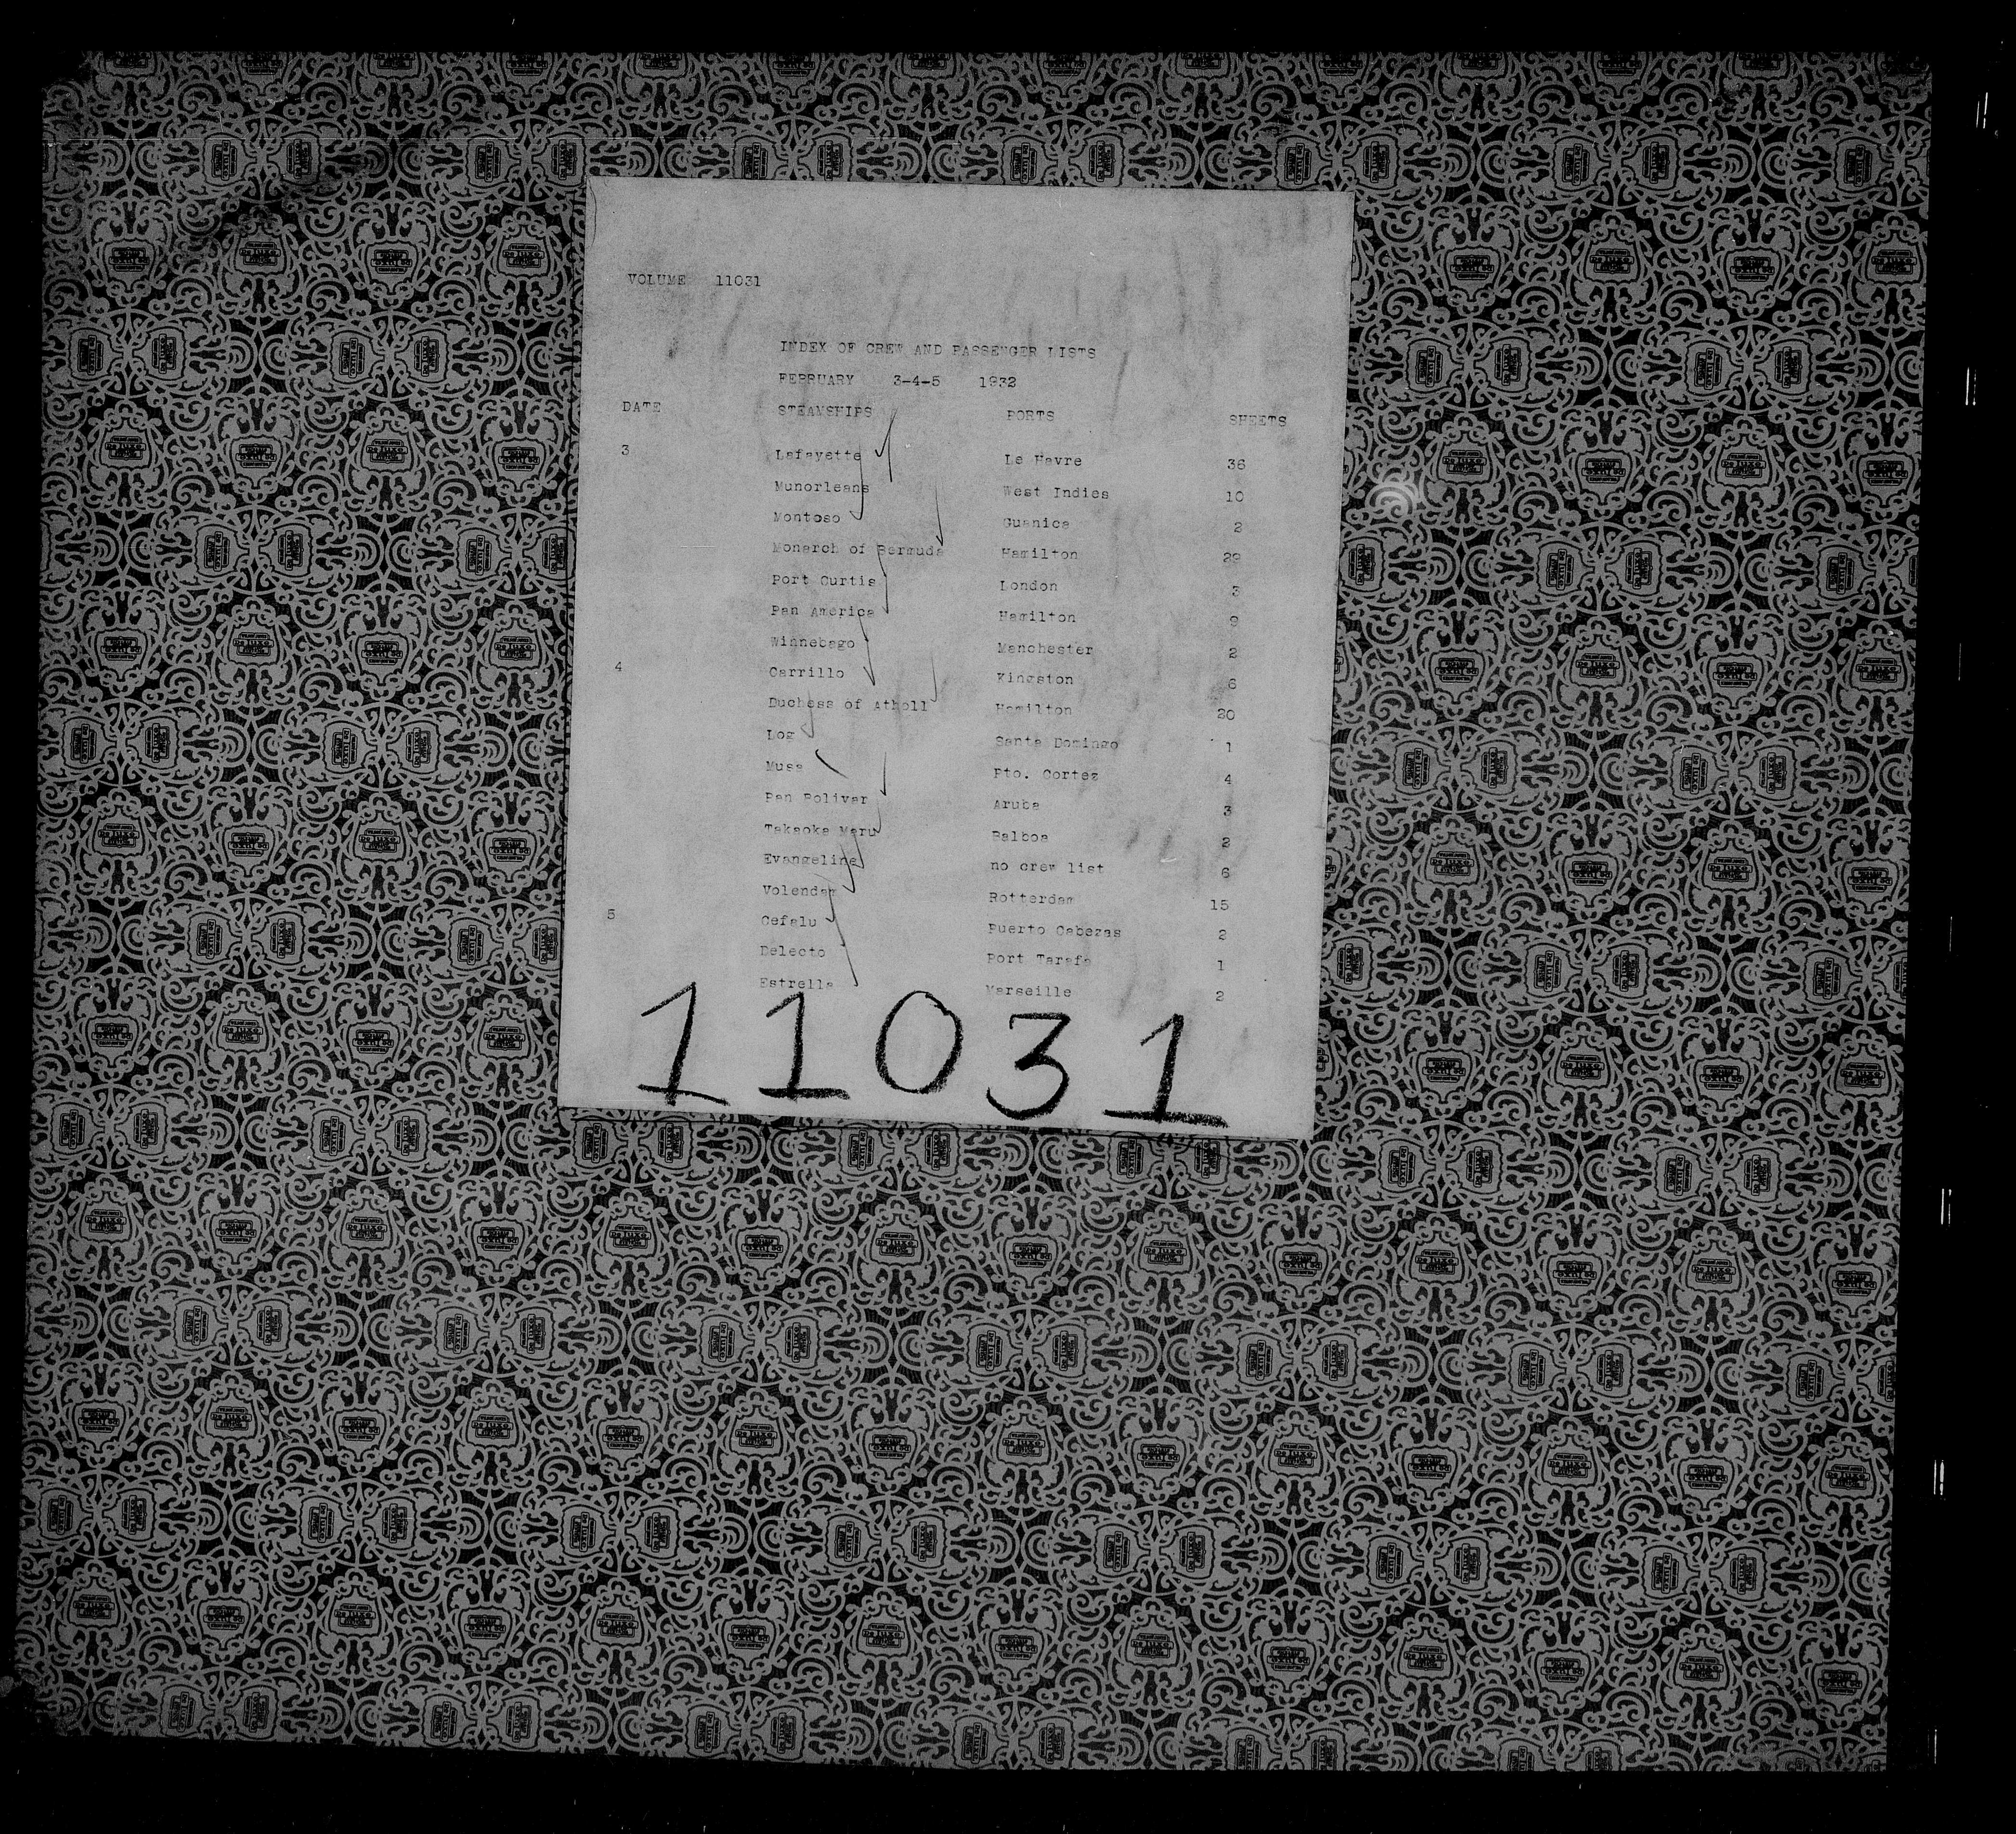 VOLUME 11031
INDEX OF CREW AND PASSENGER LISTS
FEBRUARY 3-4-5 1932
DATE STEAMSHIPS PORTS SHEETS
3 Lafayette Le Havre 36
Munorleans West Indies 10
Montoso Guanica 2
Monarch of Bermuda Hamilton 29
Port Curtis London 3
Pan America Hamilton 9
Winnebago Manchester 2
4 Carrillo Kingston 6
Duchess of Atholl Hamilton 20
Log Santa Domingo 1
Musa Pto. Cortez 4
Pan Bolivar Aruba 3
Takaoka Maru Balboa 2
Evangeline no crew list 6
Volendam Rotterdam 15
5 Cefalu Puerto Cabezas 2
Delecto Port Tarafa 1
Estrella Marseille 2
11031